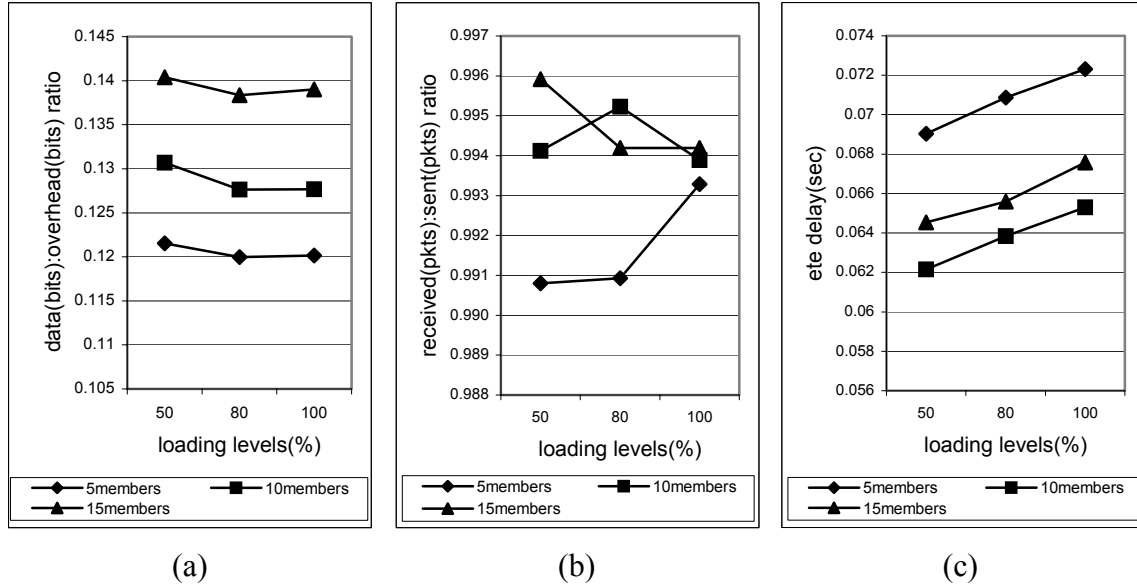 data(bits):overhead(bits) ratio
0.145
0.14
0.135
0.13
0.125
0.12
0.115
0.11
0.105
50 80 100
loading levels(%)
5members 10members
15members
(a)
received(pkts):sent(pkts) ratio
0.997
0.996
0.995
0.994
0.993
0.992
0.991
0.990
0.989
0.988
50 80 100
loading levels(%)
5members 10members
15members
(b)
ete delay(sec)
0.074
0.072
0.07
0.068
0.066
0.064
0.062
0.06
0.058
0.056
50 80 100
loading levels(%)
5members 10members
15members
(c)